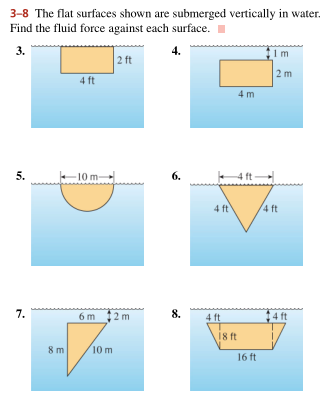 3–8 The flat surfaces shown are submerged vertically in water.
Find the fluid force against each surface.
3.
2 ft
4 ft
4.
1 m
2 m
4 m
5.
10 m
6.
4 ft
4 ft
4 ft
7.
6 m
2 m
8 m
10 m
8.
4 ft
4 ft
8 ft
16 ft